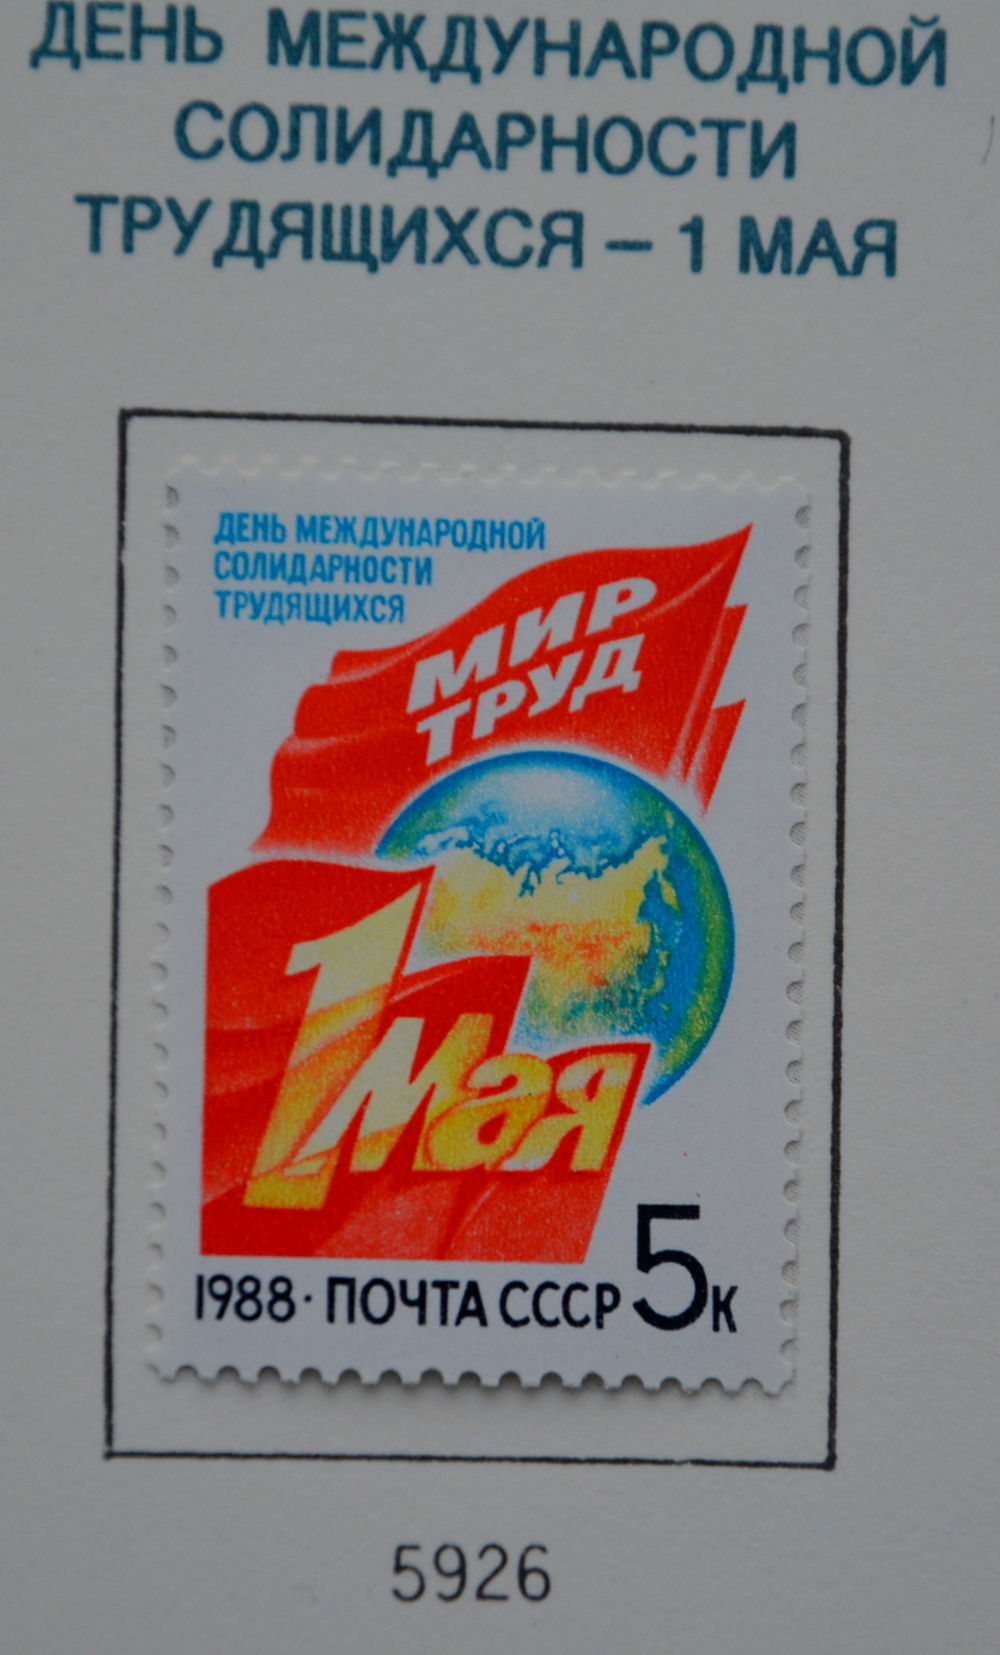 ДЕНЬ МЕЖДУНАРОДНОЙ
СОЛИДАРНОСТИ
ТРУДЯЩИХСЯ – 1 МАЯ
ДЕНЬ МЕЖДУНАРОДНОЙ
СОЛИДАРНОСТИ
ТРУДЯЩИХСЯ
МИР
ТРУД
1 Мая
1988 · ПОЧТА СССР 5к
5926